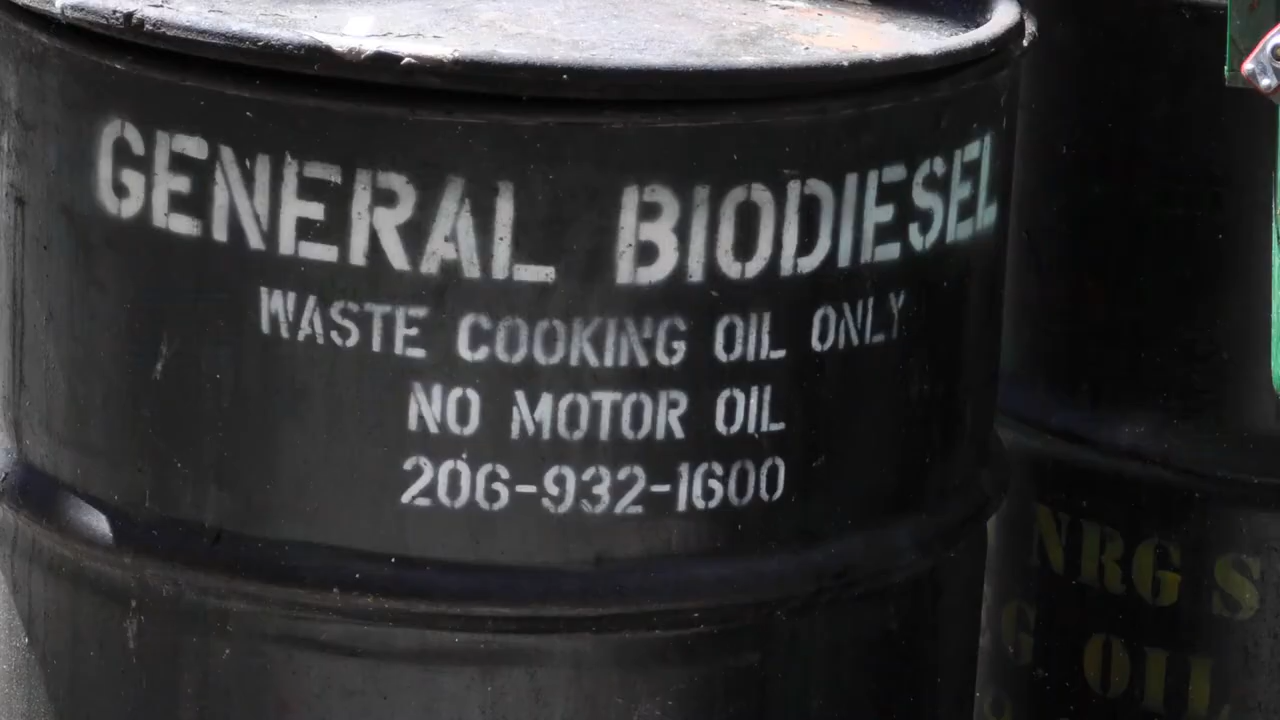 GENERAL BIODIESEL
WASTE COOKING OIL ONLY
NO MOTOR OIL
206-932-1600
NRG S
G OIL